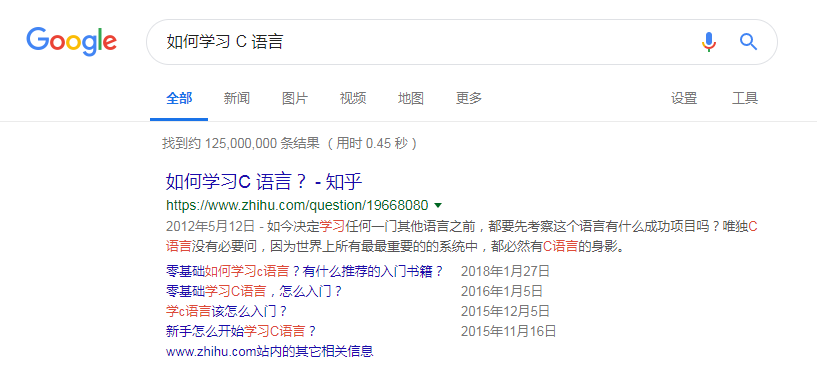 Google
如何学习 C 语言
全部 新闻 图片 视频 地图 更多 设置 工具
找到约 125,000,000 条结果 （用时 0.45 秒）
如何学习C 语言？ - 知乎
https://www.zhihu.com/question/19668080
2012年5月12日 - 如今决定学习任何一门其他语言之前，都要先考察这个语言有什么成功项目吗？唯独C
语言没有必要问，因为世界上所有最最重要的的系统中，都必然有C语言的身影。
零基础如何学习c语言？有什么推荐的入门书籍？ 2018年1月27日
零基础学习C语言，怎么入门？ 2016年1月5日
学c语言该怎么入门？ 2015年12月5日
新手怎么开始学习C语言？ 2015年11月16日
www.zhihu.com站内的其它相关信息